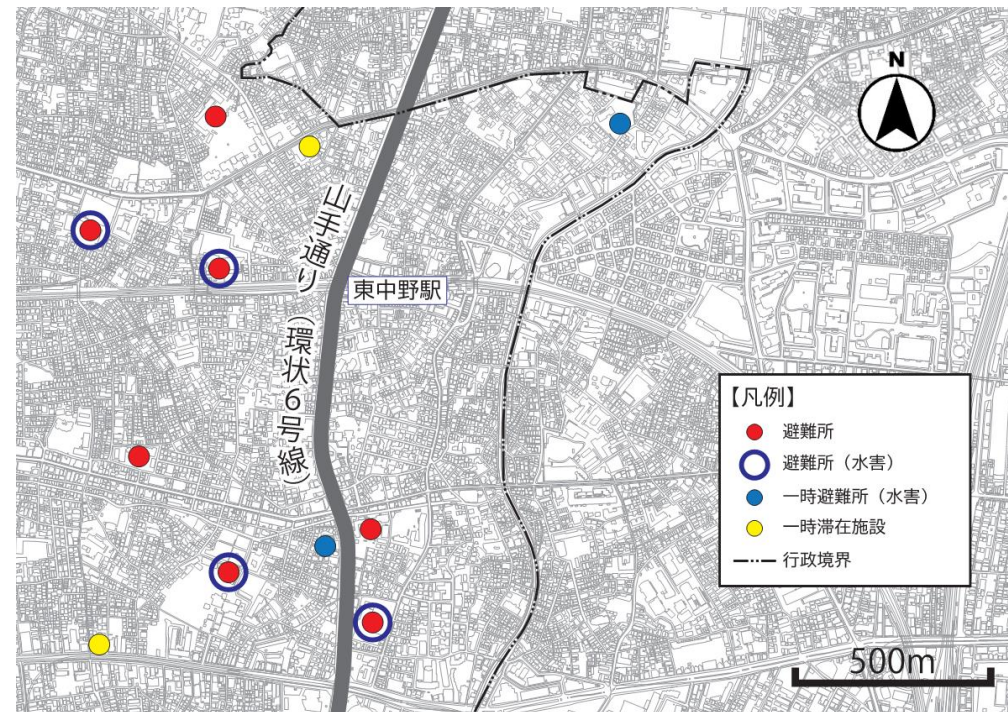 N
山手通り（環状6号線）
東中野駅
【凡例】
避難所
避難所（水害）
一時避難所（水害）
一時滞在施設
行政境界
500m